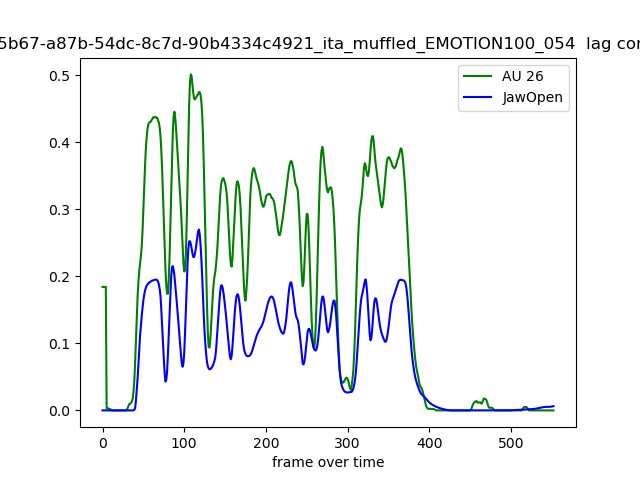 5b67-a87b-54dc-8c7d-90b4334c4921_ita_muffled_EMOTION100_054 lag
AU 26
JawOpen
0.5
0.4
0.3
0.2
0.1
0.0
0 100 200 300 400 500
frame over time